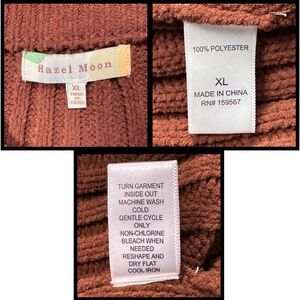 Hazel Moon
XL
MADE IN
CHINA
100% POLYESTER
XL
MADE IN CHINA
RN# 159567
TURN GARMENT
INSIDE OUT
MACHINE WASH
COLD
GENTLE CYCLE
ONLY
NON-CHLORINE
BLEACH WHEN
NEEDED
RESHAPE AND
DRY FLAT
COOL IRON